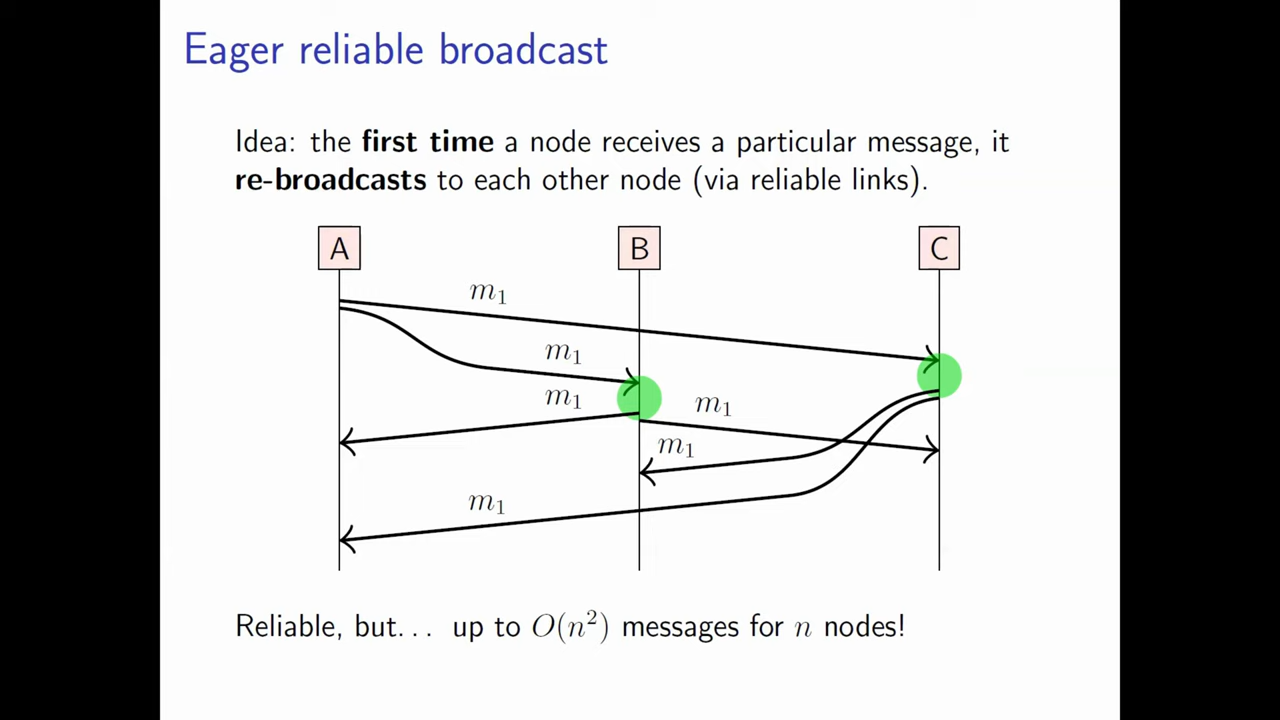 Eager reliable broadcast
Idea: the first time a node receives a particular message, it
re-broadcasts to each other node (via reliable links).
A
B
C
m₁
m₁
m₁
m₁
m₁
m₁
Reliable, but... up to O(n²) messages for n nodes!